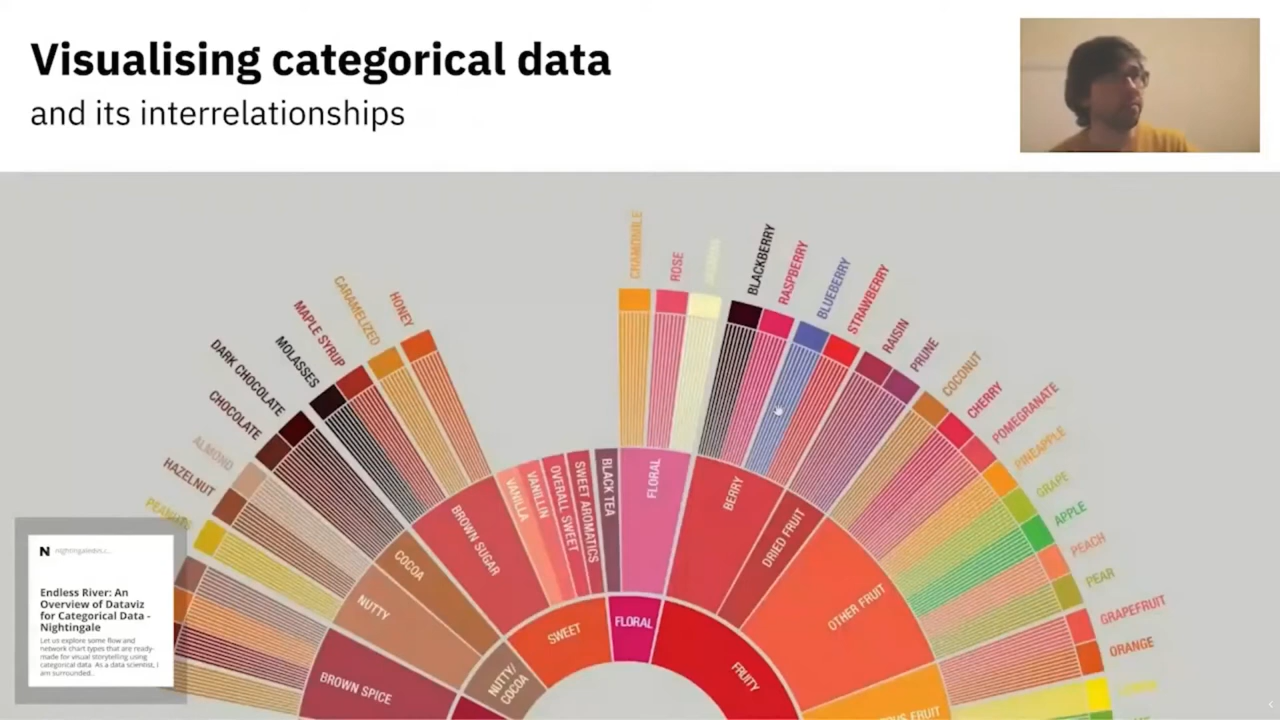 Visualising categorical data
and its interrelationships
CHAMOMILE
ROSE
BLACKBERRY
RASPBERRY
BLUEBERRY
STRAWBERRY
RAISIN
PRUNE
COCONUT
CHERRY
POMEGRANATE
PINEAPPLE
GRAPE
APPLE
PEACH
PEAR
GRAPEFRUIT
ORANGE
HONEY
CARAMELIZED
MAPLE SYRUP
MOLASSES
DARK CHOCOLATE
CHOCOLATE
ALMOND
HAZELNUT
BROWN SUGAR
VANILLA
VANILLIN
OVERALL SWEET
SWEET AROMATICS
BLACK TEA
FLORAL
BERRY
DRIED FRUIT
OTHER FRUIT
FRUIT
COCOA
NUTTY
BROWN SPICE
NUTTY/
COCOA
SWEET
FLORAL
FRUITY
N nightingaledvs.c...
Endless River: An
Overview of Dataviz
for Categorical Data -
Nightingale
Let us explore some flow and
network chart types that are ready-
made for visual storytelling using
categorical data. As a data scientist, I
am surrounded...